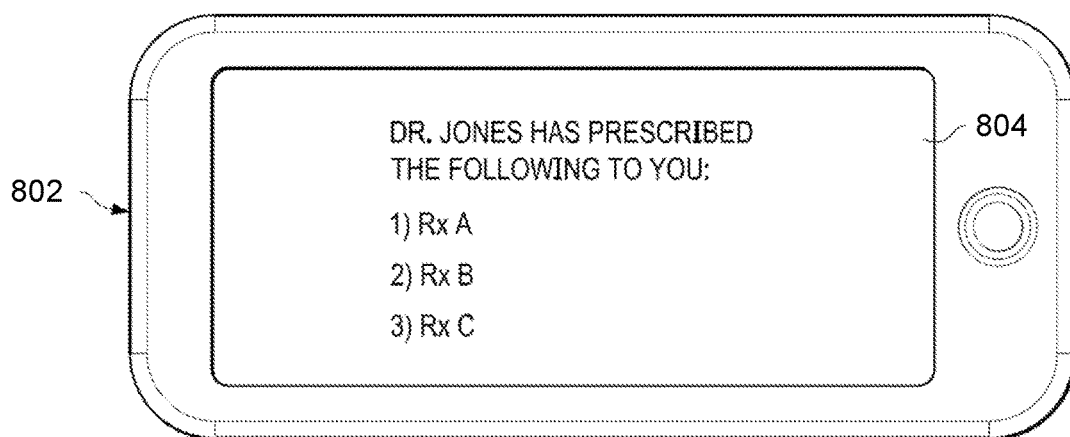 DR. JONES HAS PRESCRIBED
THE FOLLOWING TO YOU:
804
802
1) Rx A
2) Rx B
3) Rx C